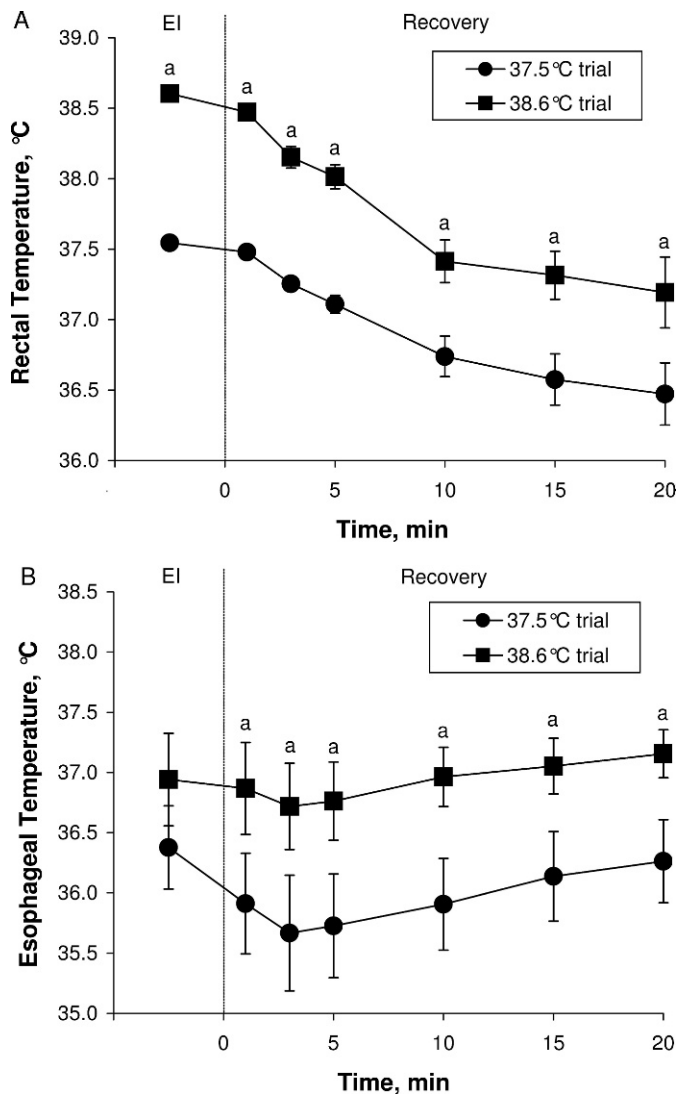 A
EI
Recovery
39.0
38.5
38.0
37.5
37.0
36.5
36.0
Rectal Temperature, °C
37.5°C trial
38.6°C trial
a a a a a a a
0 5 10 15 20
Time, min
B
EI
Recovery
38.5
38.0
37.5
37.0
36.5
36.0
35.5
35.0
Esophageal Temperature, °C
37.5°C trial
38.6°C trial
a a a a a a
0 5 10 15 20
Time, min